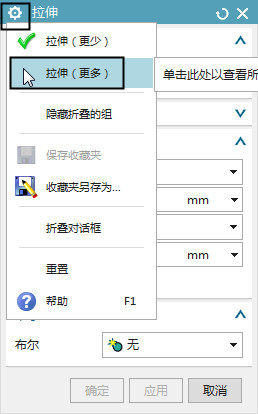 拉伸
拉伸（更少）
拉伸（更多）
单击此处以查看所
隐藏折叠的组
保存收藏夹
收藏夹另存为...
mm
折叠对话框
mm
重置
帮助 F1
布尔 无
确定 应用 取消